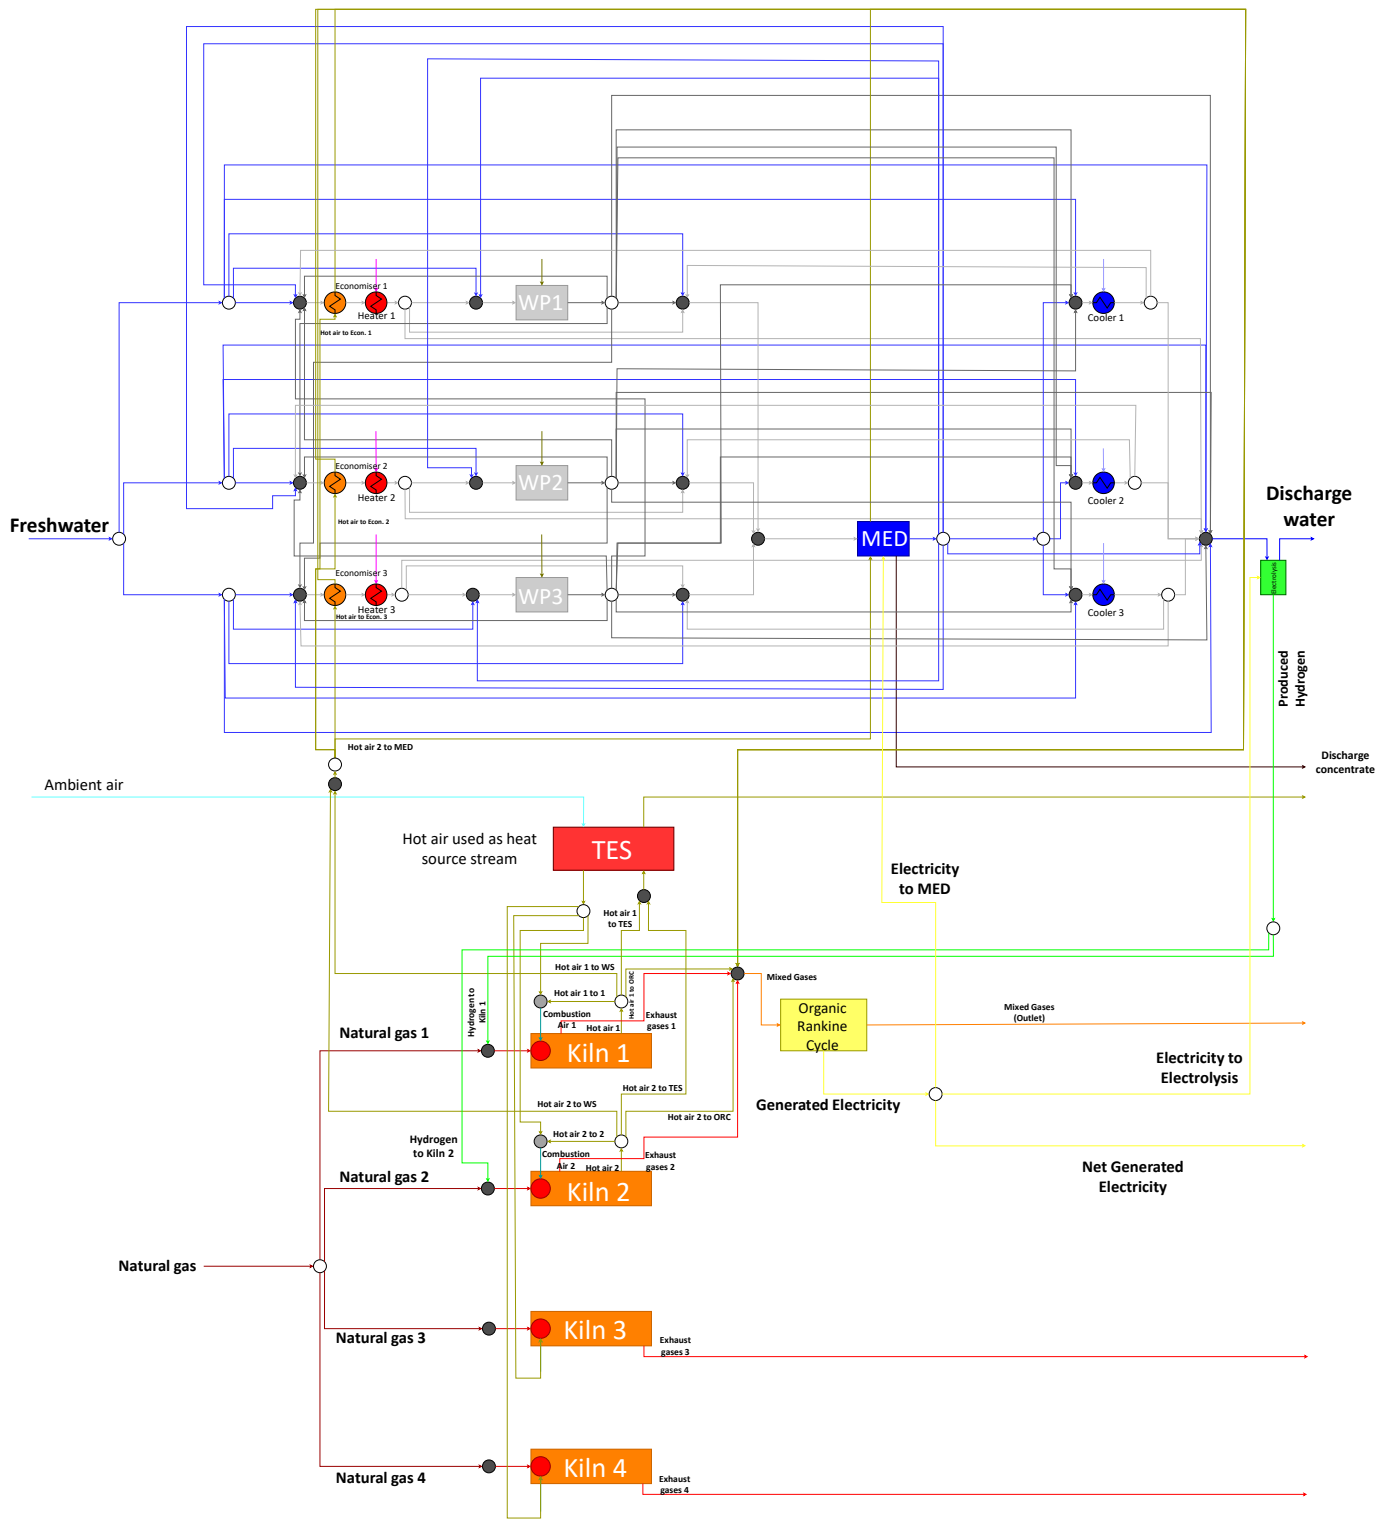 Economiser 1
WP1
Heater 1
Hot air to Econ. 1
Cooler 1
Economiser 2
WP2
Heater 2
Cooler 2
Hot air to Econ. 2
Freshwater
MED
Discharge
water
Economiser 3
Electrolysis
WP3
Heater 3
Hot air to Econ. 3
Cooler 3
Produced
Hydrogen
Hot air 2 to MED
Discharge
concentrate
Ambient air
Hot air used as heat
source stream
TES
Electricity
to MED
Hot air 1
to TES
Hot air 1 to WS
Hot air 1 to ORC
Mixed Gases
Hot air 1 to 1
Hydrogen to
Kiln 1
Combustion
Air 1
Hot air 1
Exhaust
gases 1
Natural gas 1
Kiln 1
Organic
Rankine
Cycle
Mixed Gases
(Outlet)
Electricity to
Electrolysis
Hot air 2 to TES
Generated Electricity
Hot air 2 to WS
Hot air 2 to ORC
Hot air 2 to 2
Hydrogen
to Kiln 2
Combustion
Air 2
Hot air 2
Exhaust
gases 2
Natural gas 2
Kiln 2
Net Generated
Electricity
Natural gas
Natural gas 3
Kiln 3
Exhaust
gases 3
Natural gas 4
Kiln 4
Exhaust
gases 4